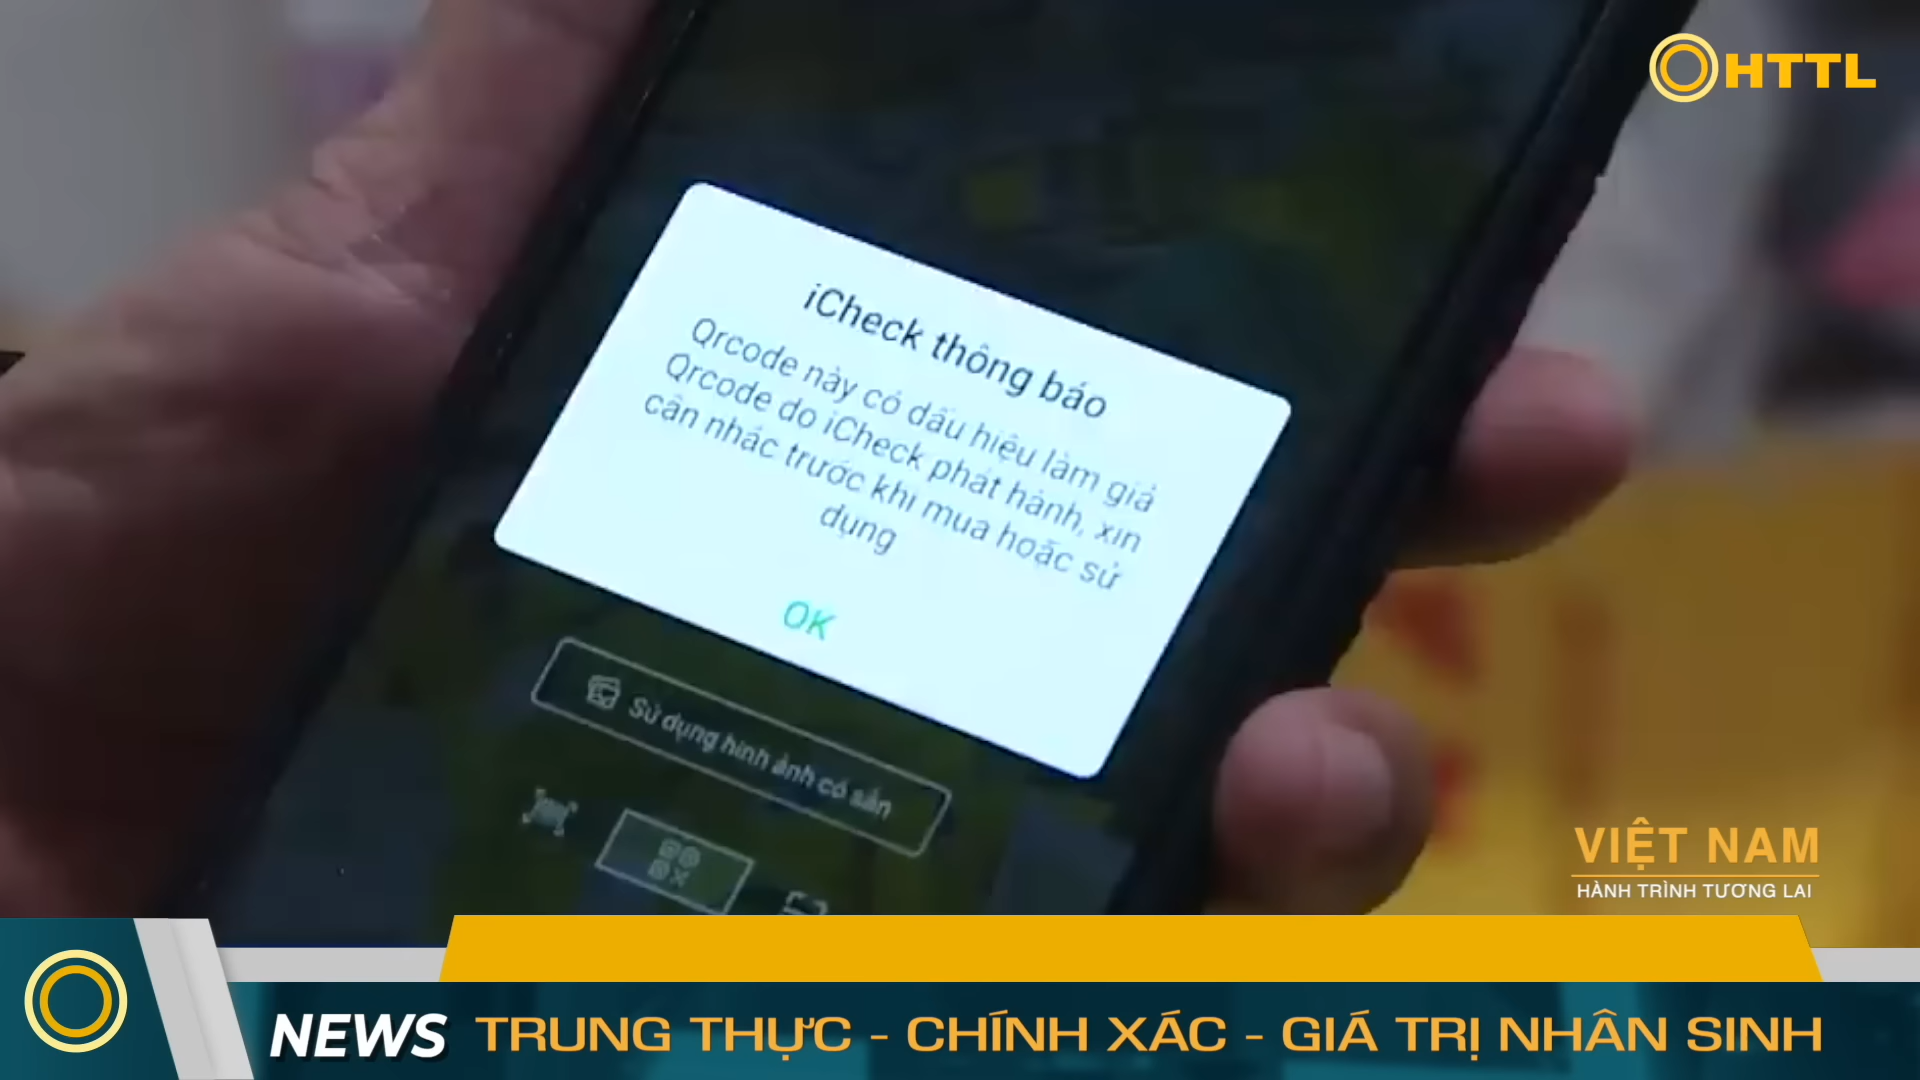 HTTL
iCheck thông báo
Qrcode này có dấu hiệu làm giả
Qrcode do iCheck phát hành, xin
cân nhắc trước khi mua hoặc sử
dụng
OK
Sử dụng hình ảnh có sẵn
VIỆT NAM
HÀNH TRÌNH TƯƠNG LAI
NEWS TRUNG THỰC - CHÍNH XÁC - GIÁ TRỊ NHÂN SINH